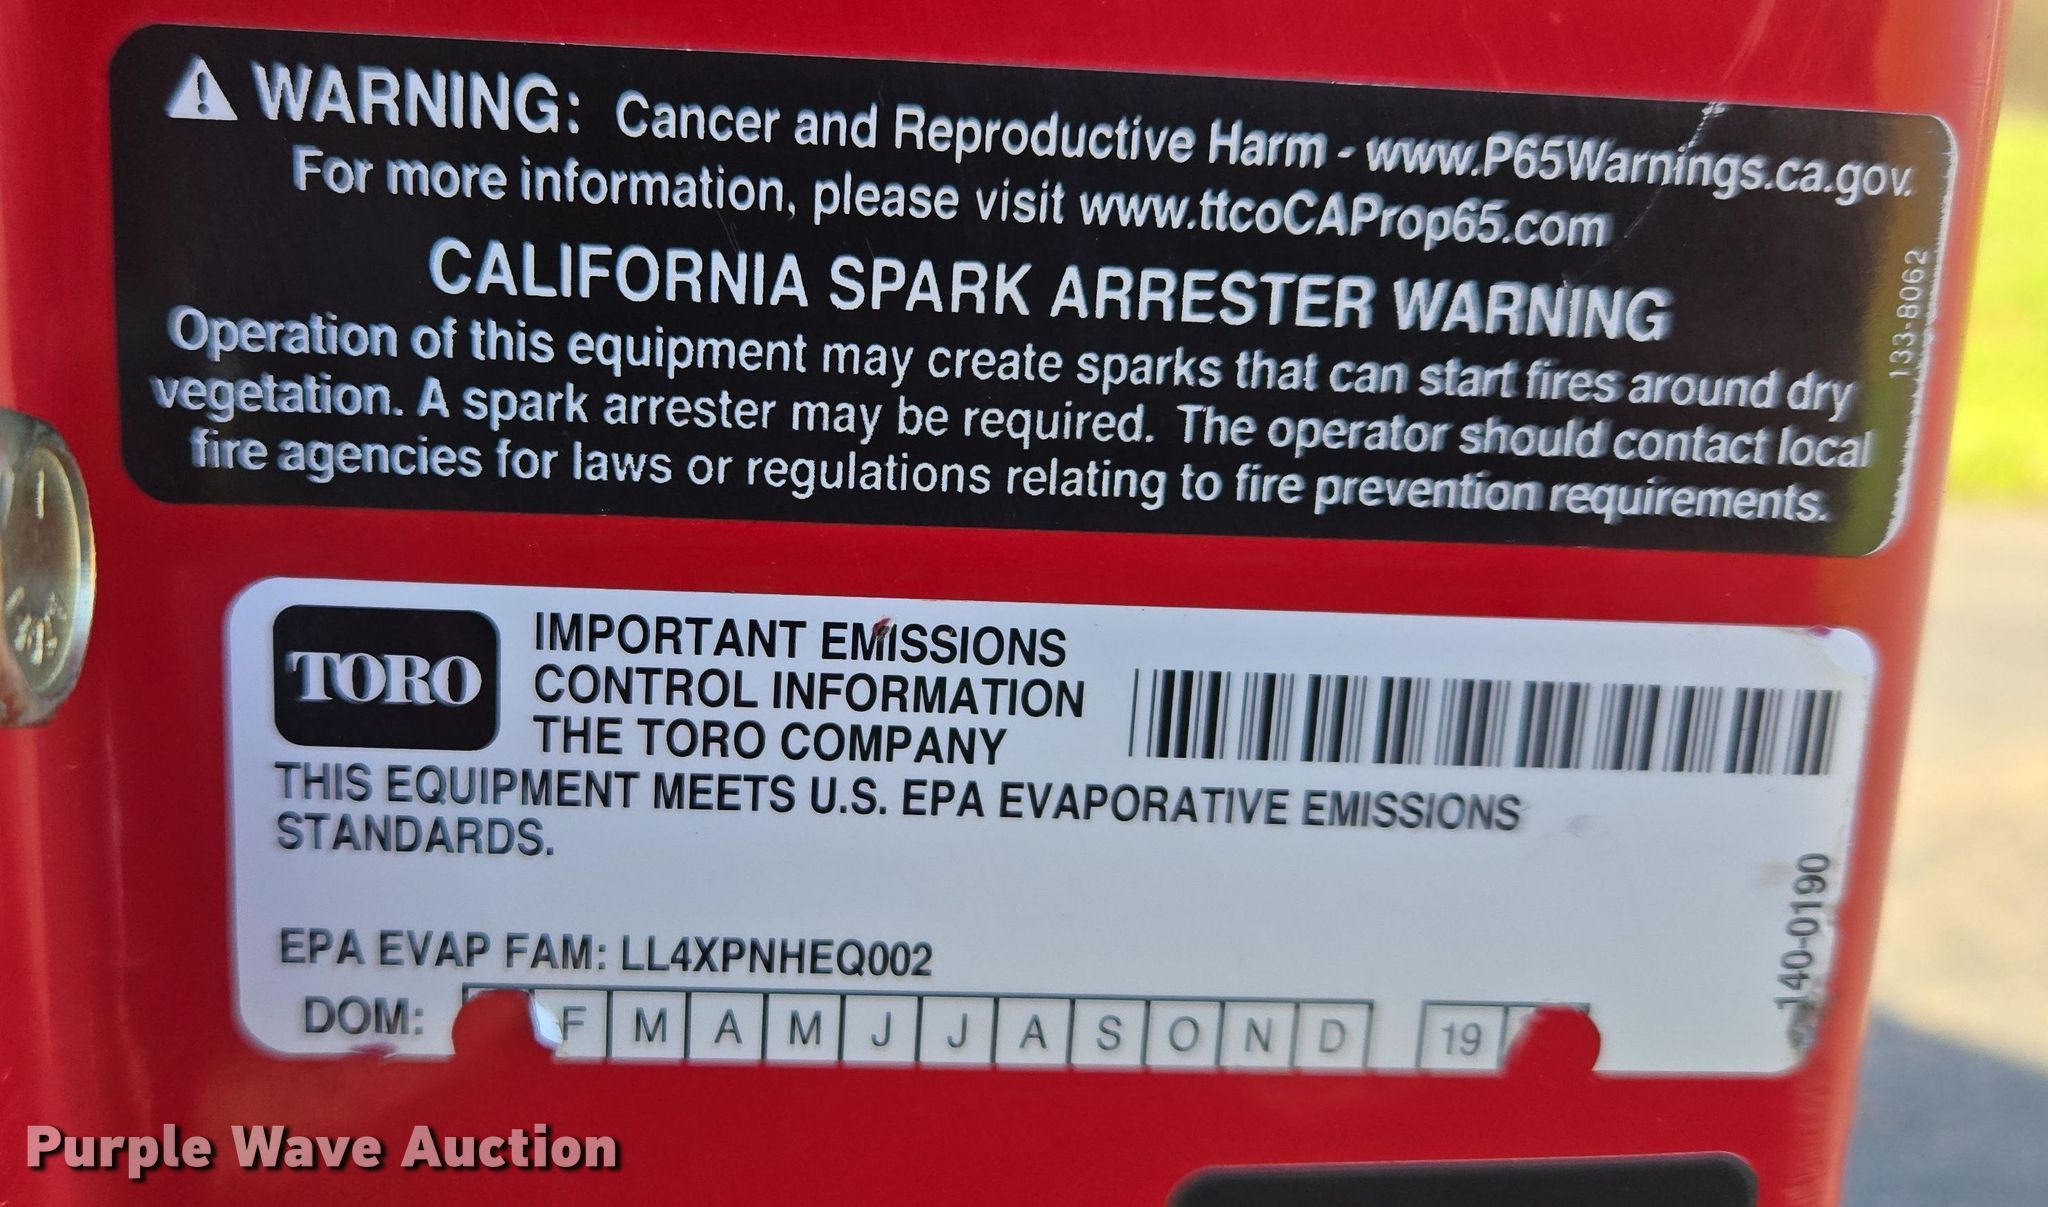 WARNING: Cancer and Reproductive Harm - www.P65Warnings.ca.gov.
For more information, please visit www.ttcoCAProp65.com
CALIFORNIA SPARK ARRESTER WARNING
Operation of this equipment may create sparks that can start fires around dry
vegetation. A spark arrester may be required. The operator should contact local
fire agencies for laws or regulations relating to fire prevention requirements.
133-8062
TORO
IMPORTANT EMISSIONS
CONTROL INFORMATION
THE TORO COMPANY
THIS EQUIPMENT MEETS U.S. EPA EVAPORATIVE EMISSIONS
STANDARDS.
EPA EVAP FAM: LL4XPNHEQ002
DOM: F M A M J J A S O N D 19
140-0190
Purple Wave Auction